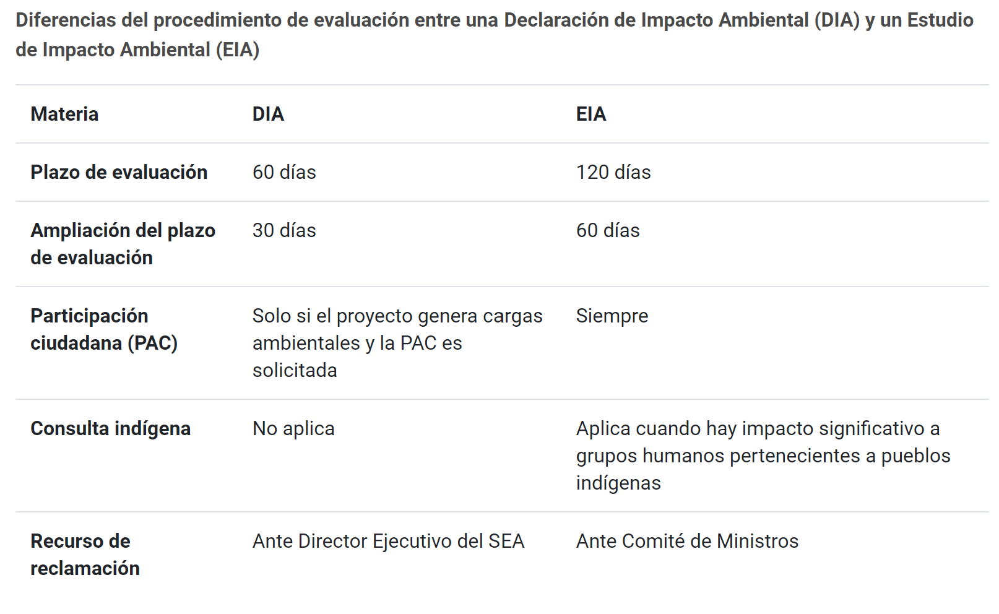 Diferencias del procedimiento de evaluación entre una Declaración de Impacto Ambiental (DIA) y un Estudio
de Impacto Ambiental (EIA)
Materia DIA EIA
Plazo de evaluación 60 días 120 días
Ampliación del plazo 30 días 60 días
de evaluación
Participación Solo si el proyecto genera cargas Siempre
ciudadana (PAC) ambientales y la PAC es
solicitada
Consulta indígena No aplica Aplica cuando hay impacto significativo a
grupos humanos pertenecientes a pueblos
indígenas
Recurso de Ante Director Ejecutivo del SEA Ante Comité de Ministros
reclamación